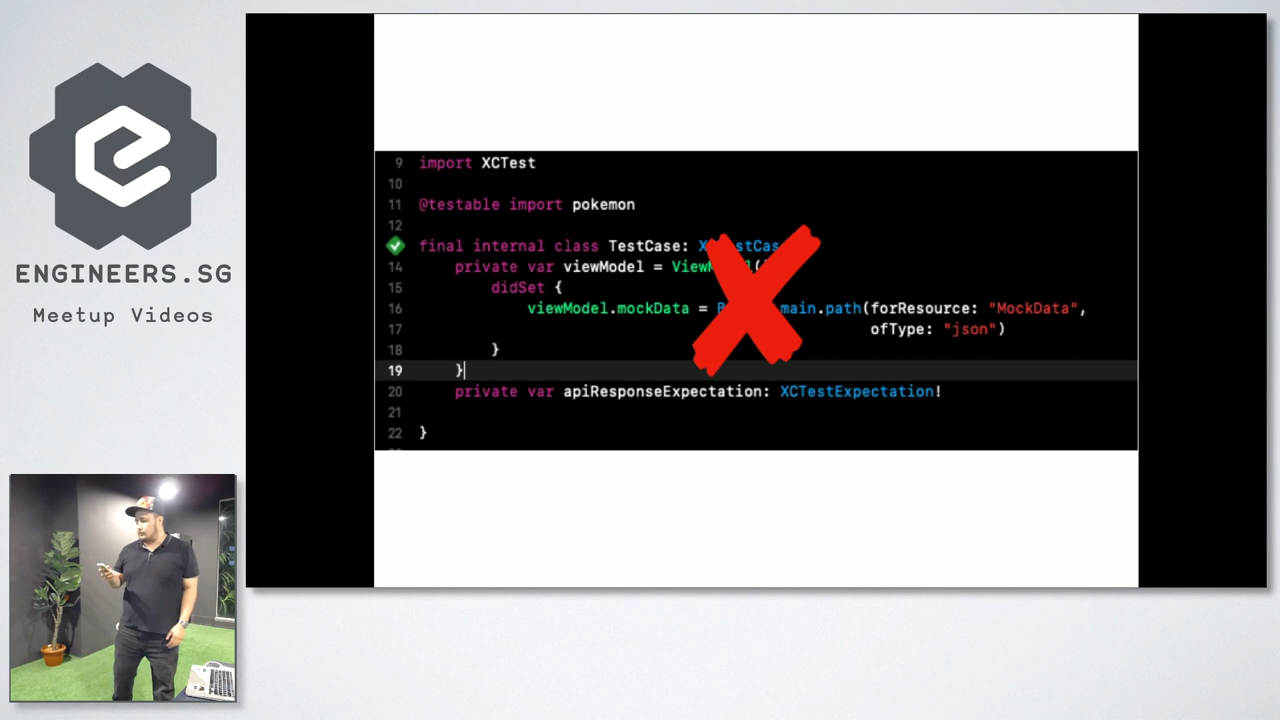 ENGINEERS.SG
Meetup Videos
9 import XCTest
10
11 @testable import pokemon
12
final internal class TestCase: XCTestCas
14 private var viewModel = ViewModel(
15 didSet {
16 viewModel.mockData = main.path(forResource: "MockData",
17 ofType: "json")
18 }
19 }
20 private var apiResponseExpectation: XCTestExpectation!
21
22 }